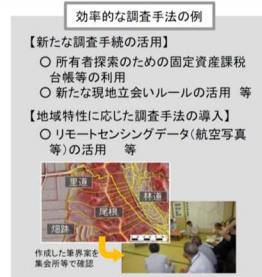 効率的な調査手法の例
【新たな調査手続の活用】
○ 所有者探索のための固定資産課税
台帳等の利用
○ 新たな現地立会いルールの活用 等
【地域特性に応じた調査手法の導入】
○ リモートセンシングデータ(航空写真
等)の活用 等
里道
林道
尾根
畑跡
作成した筆界案を
集会所等で確認